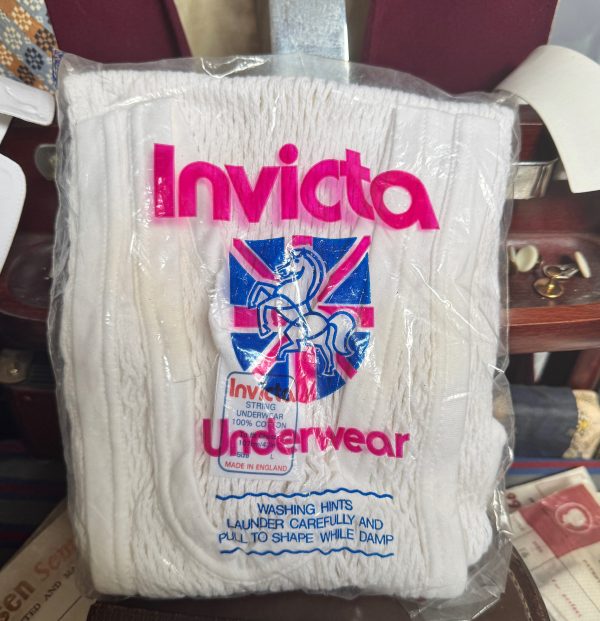 Invicta
Invicta
STRING
UNDERWEAR
100% COTTON
SIZE L
MADE IN ENGLAND
Underwear
WASHING HINTS
LAUNDER CAREFULLY AND
PULL TO SHAPE WHILE DAMP